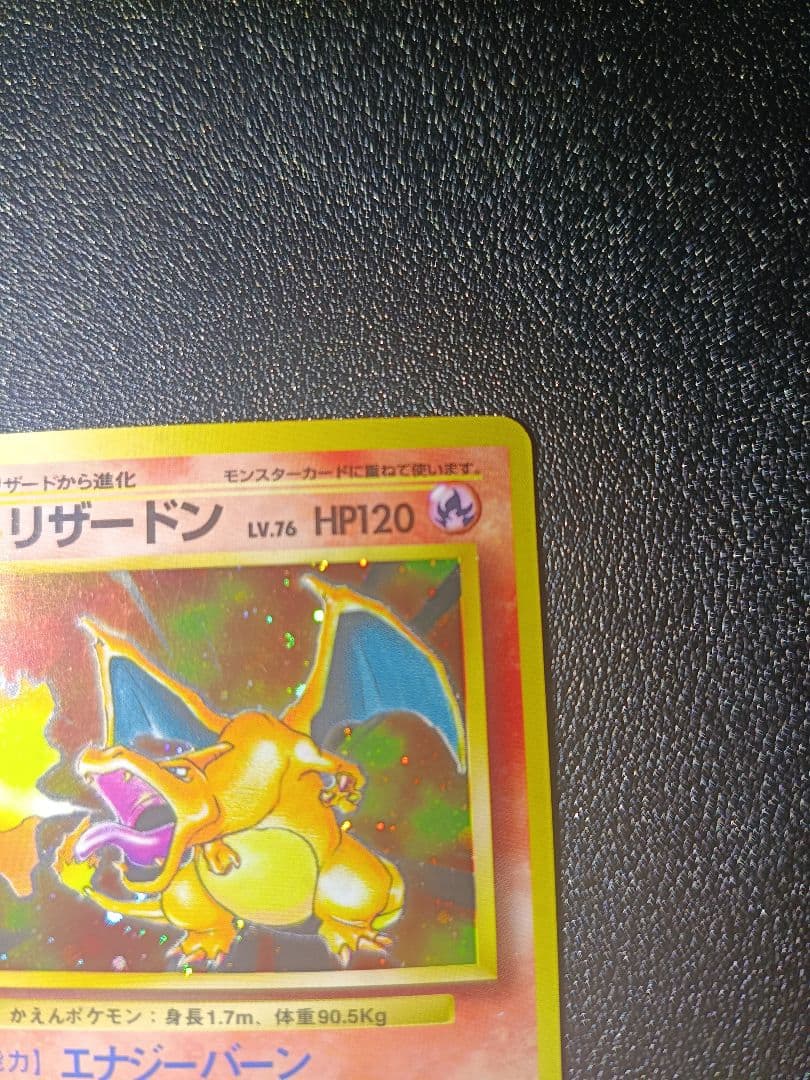 ザードから進化
モンスターカードに重ねて使います。
リザードン LV.76 HP120
かえんポケモン：身長1.7m、体重90.5Kg
力】エナジーバーン